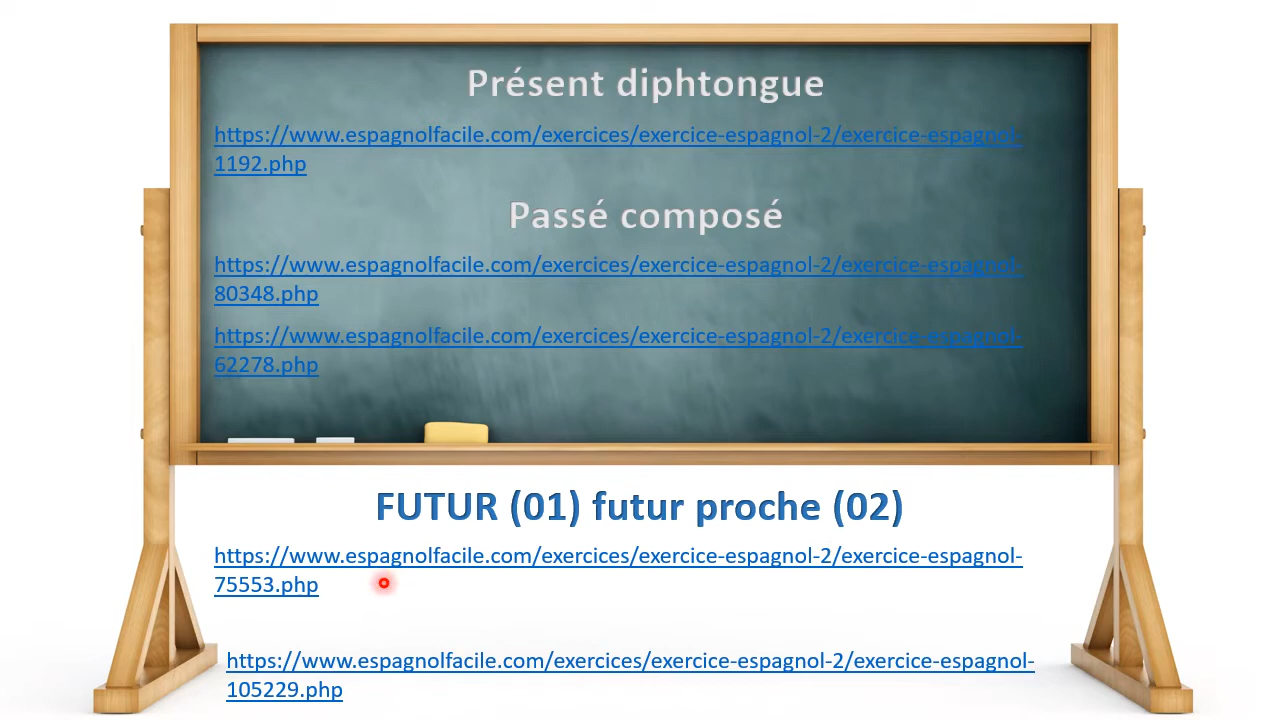 Présent diphtongue
https://www.espagnolfacile.com/exercices/exercice-espagnol-2/exercice-espagnol-
1192.php
Passé composé
https://www.espagnolfacile.com/exercices/exercice-espagnol-2/exercice-espagnol-
80348.php
https://www.espagnolfacile.com/exercices/exercice-espagnol-2/exercice-espagnol-
62278.php
FUTUR (01) futur proche (02)
https://www.espagnolfacile.com/exercices/exercice-espagnol-2/exercice-espagnol-
75553.php
https://www.espagnolfacile.com/exercices/exercice-espagnol-2/exercice-espagnol-
105229.php